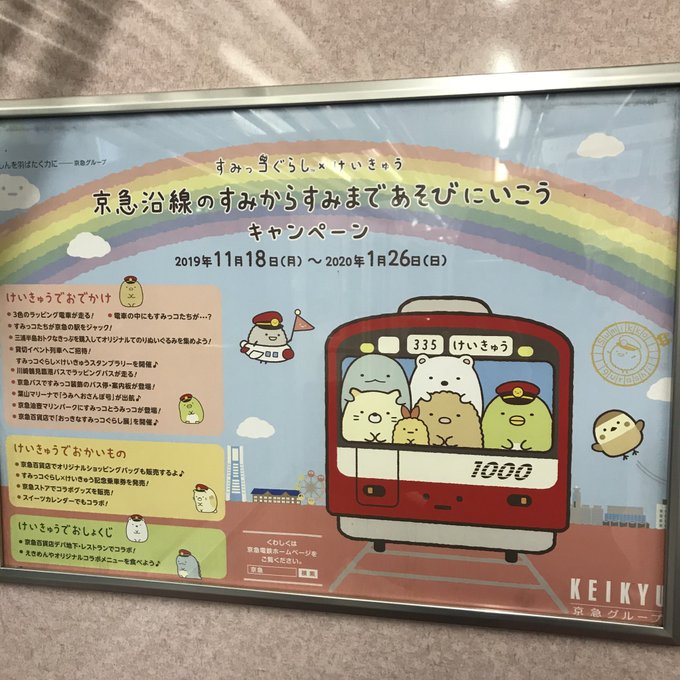 しんを羽ばたく力に──京急グループ
すみっコぐらし×けいきゅう
京急沿線のすみからすみまであそびにいこう
キャンペーン
2019年11月18日(月)～2020年1月26日(日)
けいきゅうでおでかけ
● 3色のラッピング電車が走る! ● 電車の中にもすみっコたちが…?
● すみっコたちが京急の駅をジャック!
● 三浦半島おトクなきっぷを購入してオリジナルてのりぬいぐるみを集めよう!
● 貸切イベント列車へご招待!
すみっコぐらし×けいきゅうスタンプラリーを開催♪
● 川崎鶴見臨港バスでラッピングバスが走る!
● 京急バスですみっコ装飾のバス停・案内板が登場!
● 葉山マリーナで「うみへおさんぽ号」が出航♪
● 京急油壺マリンパークにすみっコとうみっコが登場!
● 京急百貨店で「おっきなすみっコぐらし展」を開催♪
けいきゅうでおかいもの
● 京急百貨店でオリジナルショッピングバッグも販売するよ♪
● すみっコぐらし×けいきゅう記念乗車券を発売!
● 京急ストアでコラボグッズを販売!
● スイーツカレンダーでもコラボ!
けいきゅうでおしょくじ
● 京急百貨店デパ地下・レストランでコラボ!
● えきめんやオリジナルコラボメニューを食べよう♪
335 けいきゅう
1000
くわしくは
京急電鉄ホームページを
ご覧ください。
京急 検索
KEIKYU
京急グループ